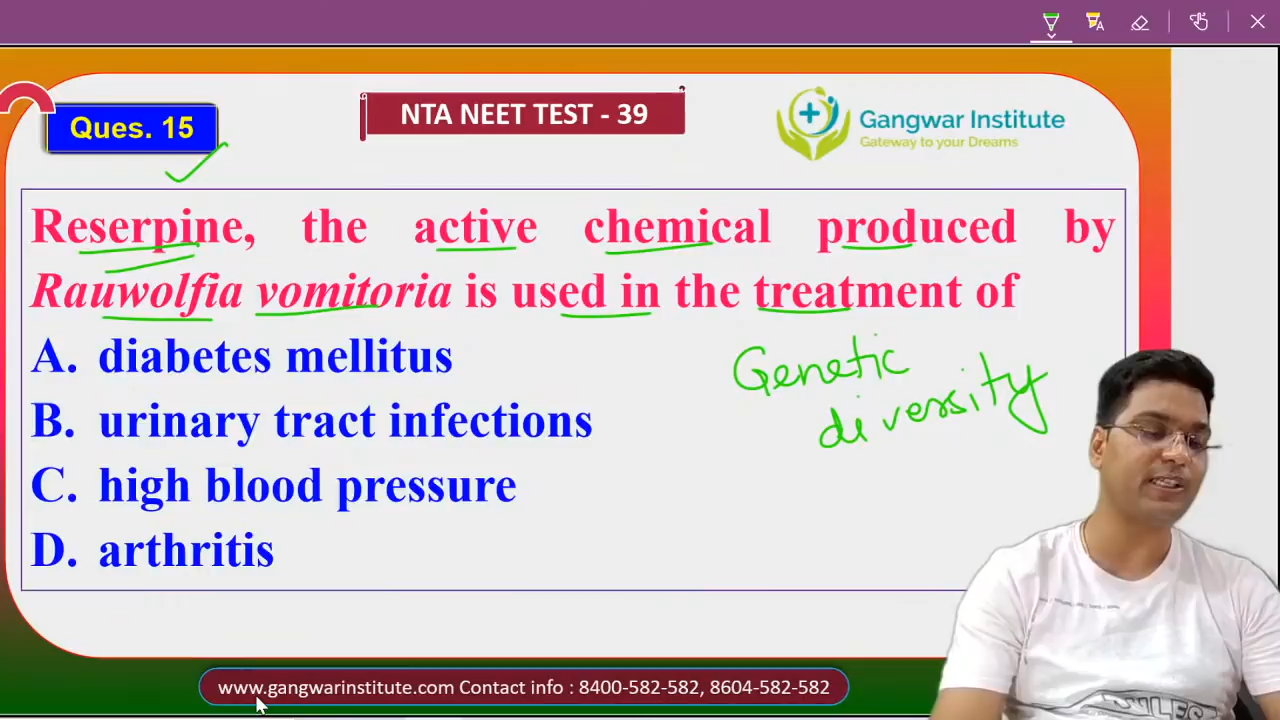 Ques. 15
NTA NEET TEST - 39
Gangwar Institute
Gateway to your Dreams
Reserpine, the active chemical produced by
Rauwolfia vomitoria is used in the treatment of
A. diabetes mellitus
B. urinary tract infections
C. high blood pressure
D. arthritis
Genetic
diversity
www.gangwarinstitute.com Contact info : 8400-582-582, 8604-582-582